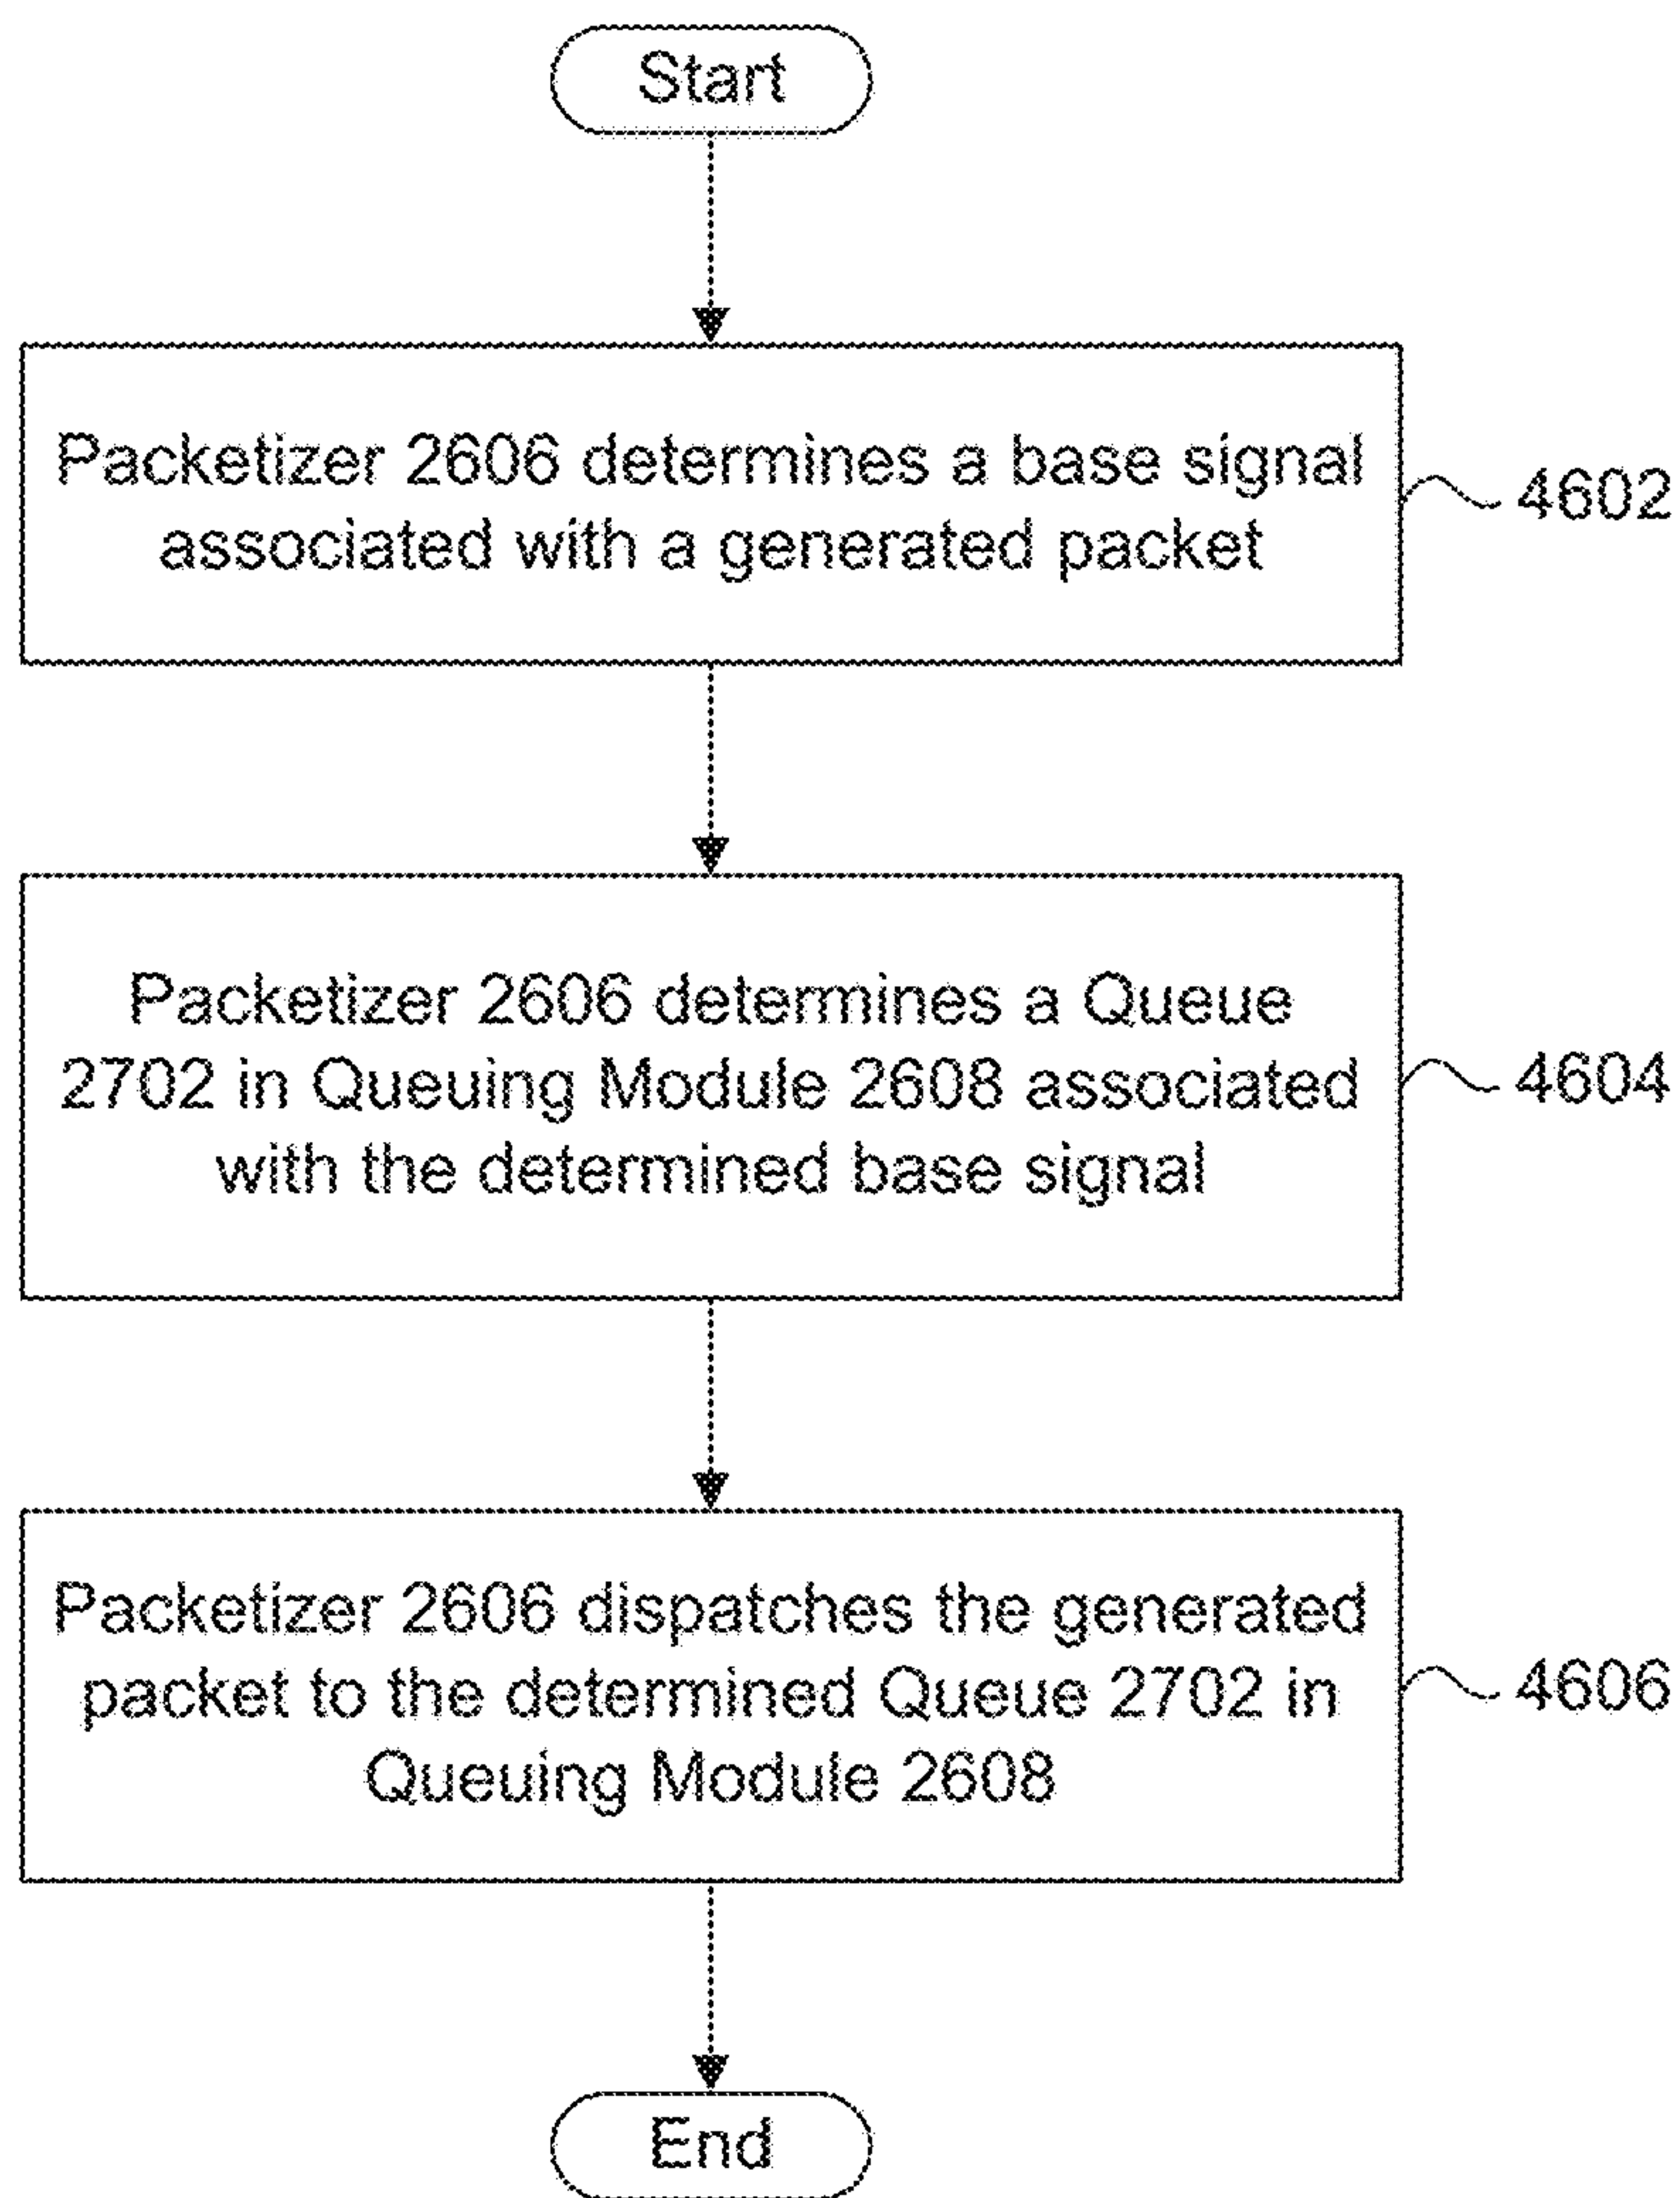 Start
Packetizer 2606 determines a base signal
associated with a generated packet
4602
Packetizer 2606 determines a Queue
2702 in Queuing Module 2608 associated
with the determined base signal
4604
Packetizer 2606 dispatches the generated
packet to the determined Queue 2702 in
Queuing Module 2608
4606
End